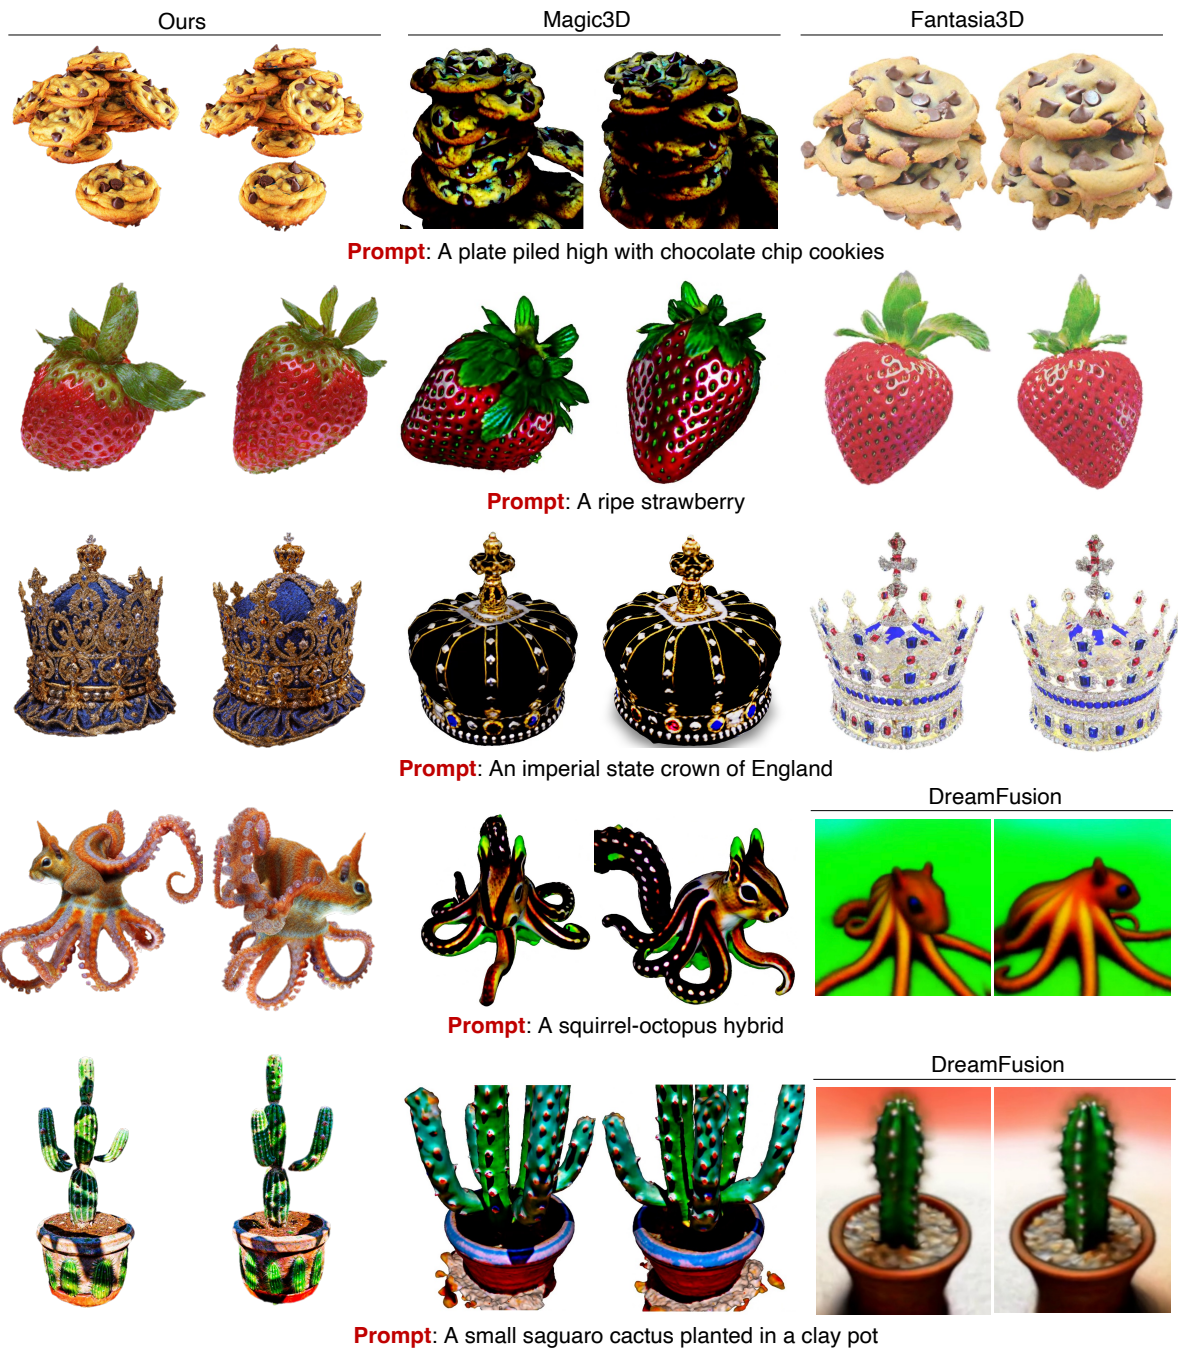 Ours
Magic3D
Fantasia3D
Prompt: A plate piled high with chocolate chip cookies
Prompt: A ripe strawberry
Prompt: An imperial state crown of England
DreamFusion
Prompt: A squirrel-octopus hybrid
DreamFusion
Prompt: A small saguaro cactus planted in a clay pot